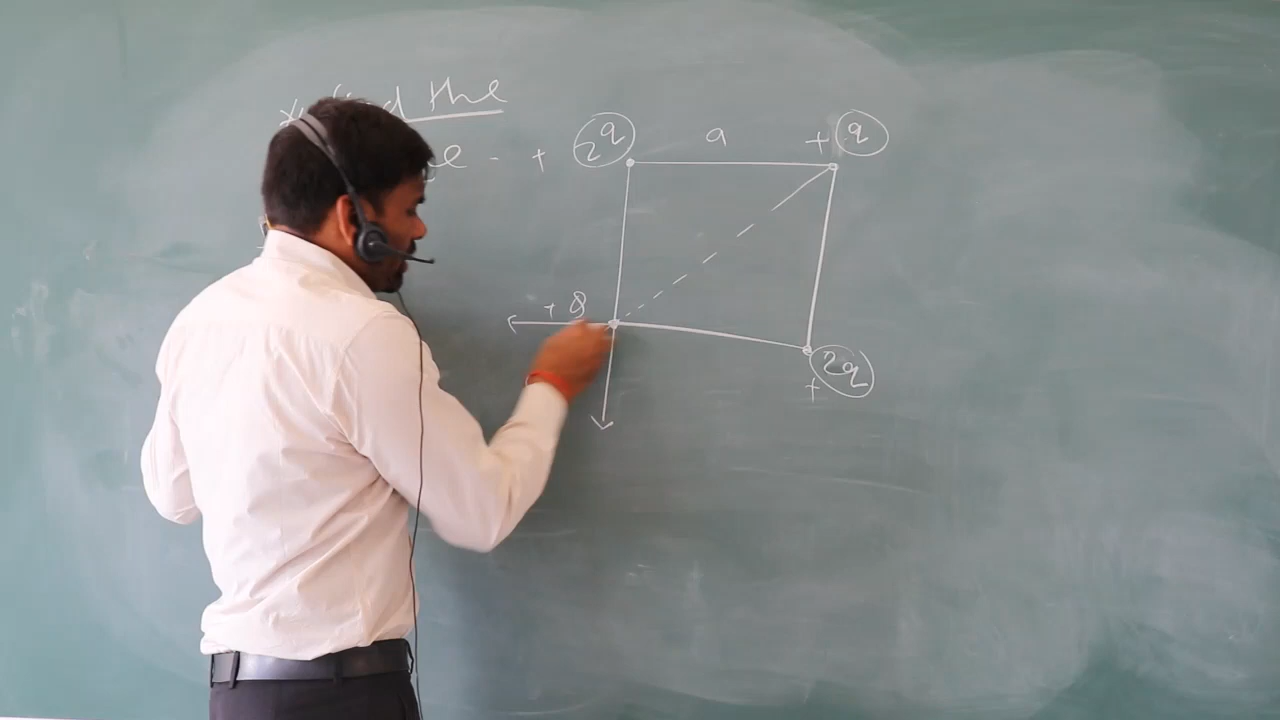 find the
+ 2q a + q
+ Q
2q
+